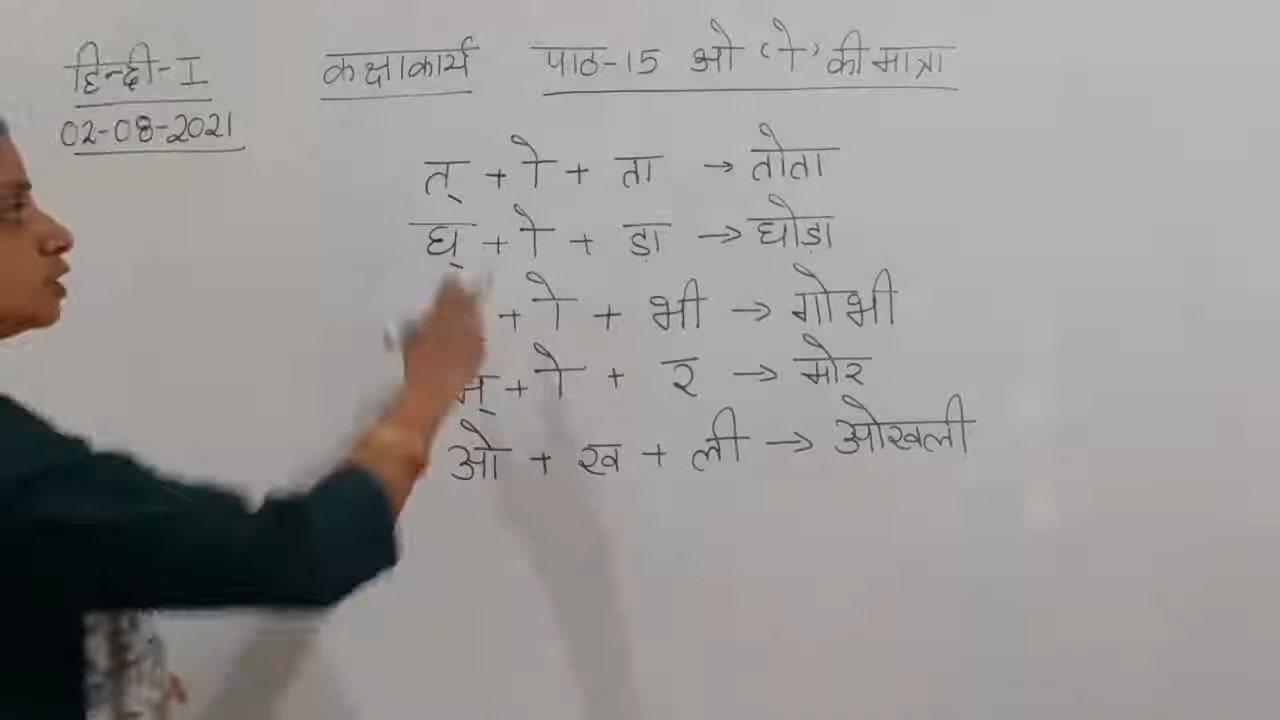 हिन्दी-I कक्षाकार्य पाठ-15 ओ 'ो' की मात्रा
02-08-2021
त् + ो + ता → तोता
घ् + ो + ड़ा → घोड़ा
+ ो + भी → गोभी
म् + ो + र → मोर
ओ + ख + ली → ओखली